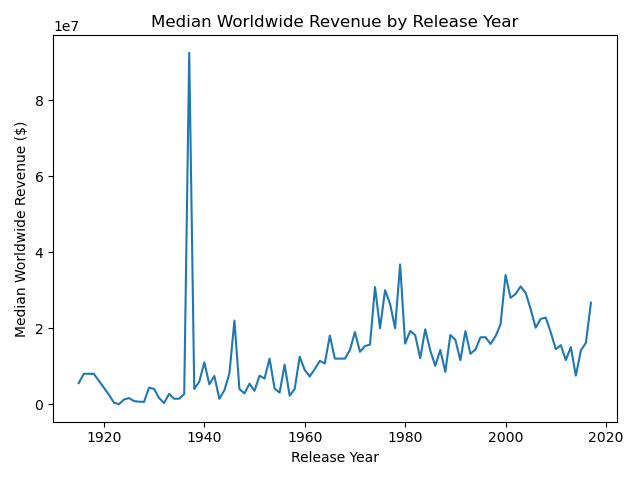 Median Worldwide Revenue by Release Year
1e7
8
6
4
2
0
Median Worldwide Revenue ($)
1920 1940 1960 1980 2000 2020
Release Year